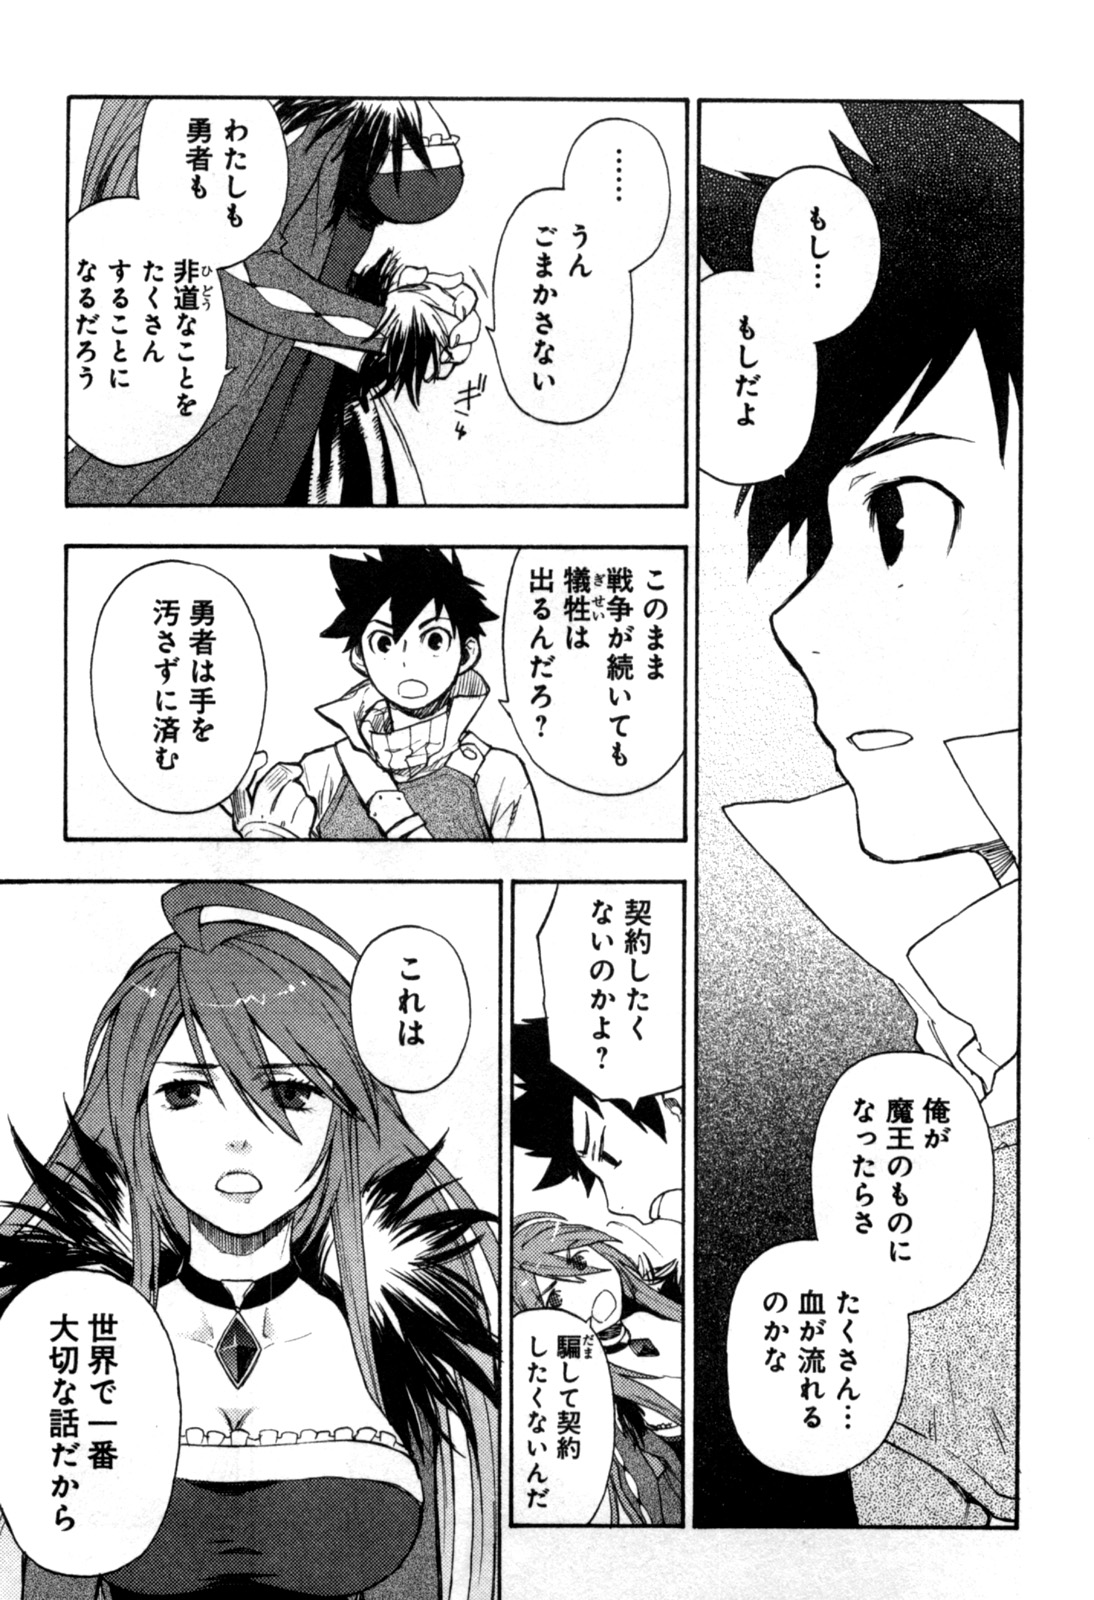 もし…
もしだよ
俺が
魔王のものに
なったらさ
たくさん…
血が流れる
のかな
……
うん
ごまかさない
ギュ
わたしも
勇者も
非道なことを
たくさん
することに
なるだろう
このまま
戦争が続いても
犠牲は
出るんだろ?
勇者は手を
汚さずに済む
契約したく
ないのかよ?
騙して契約
したくないんだ
これは
世界で一番
大切な話だから